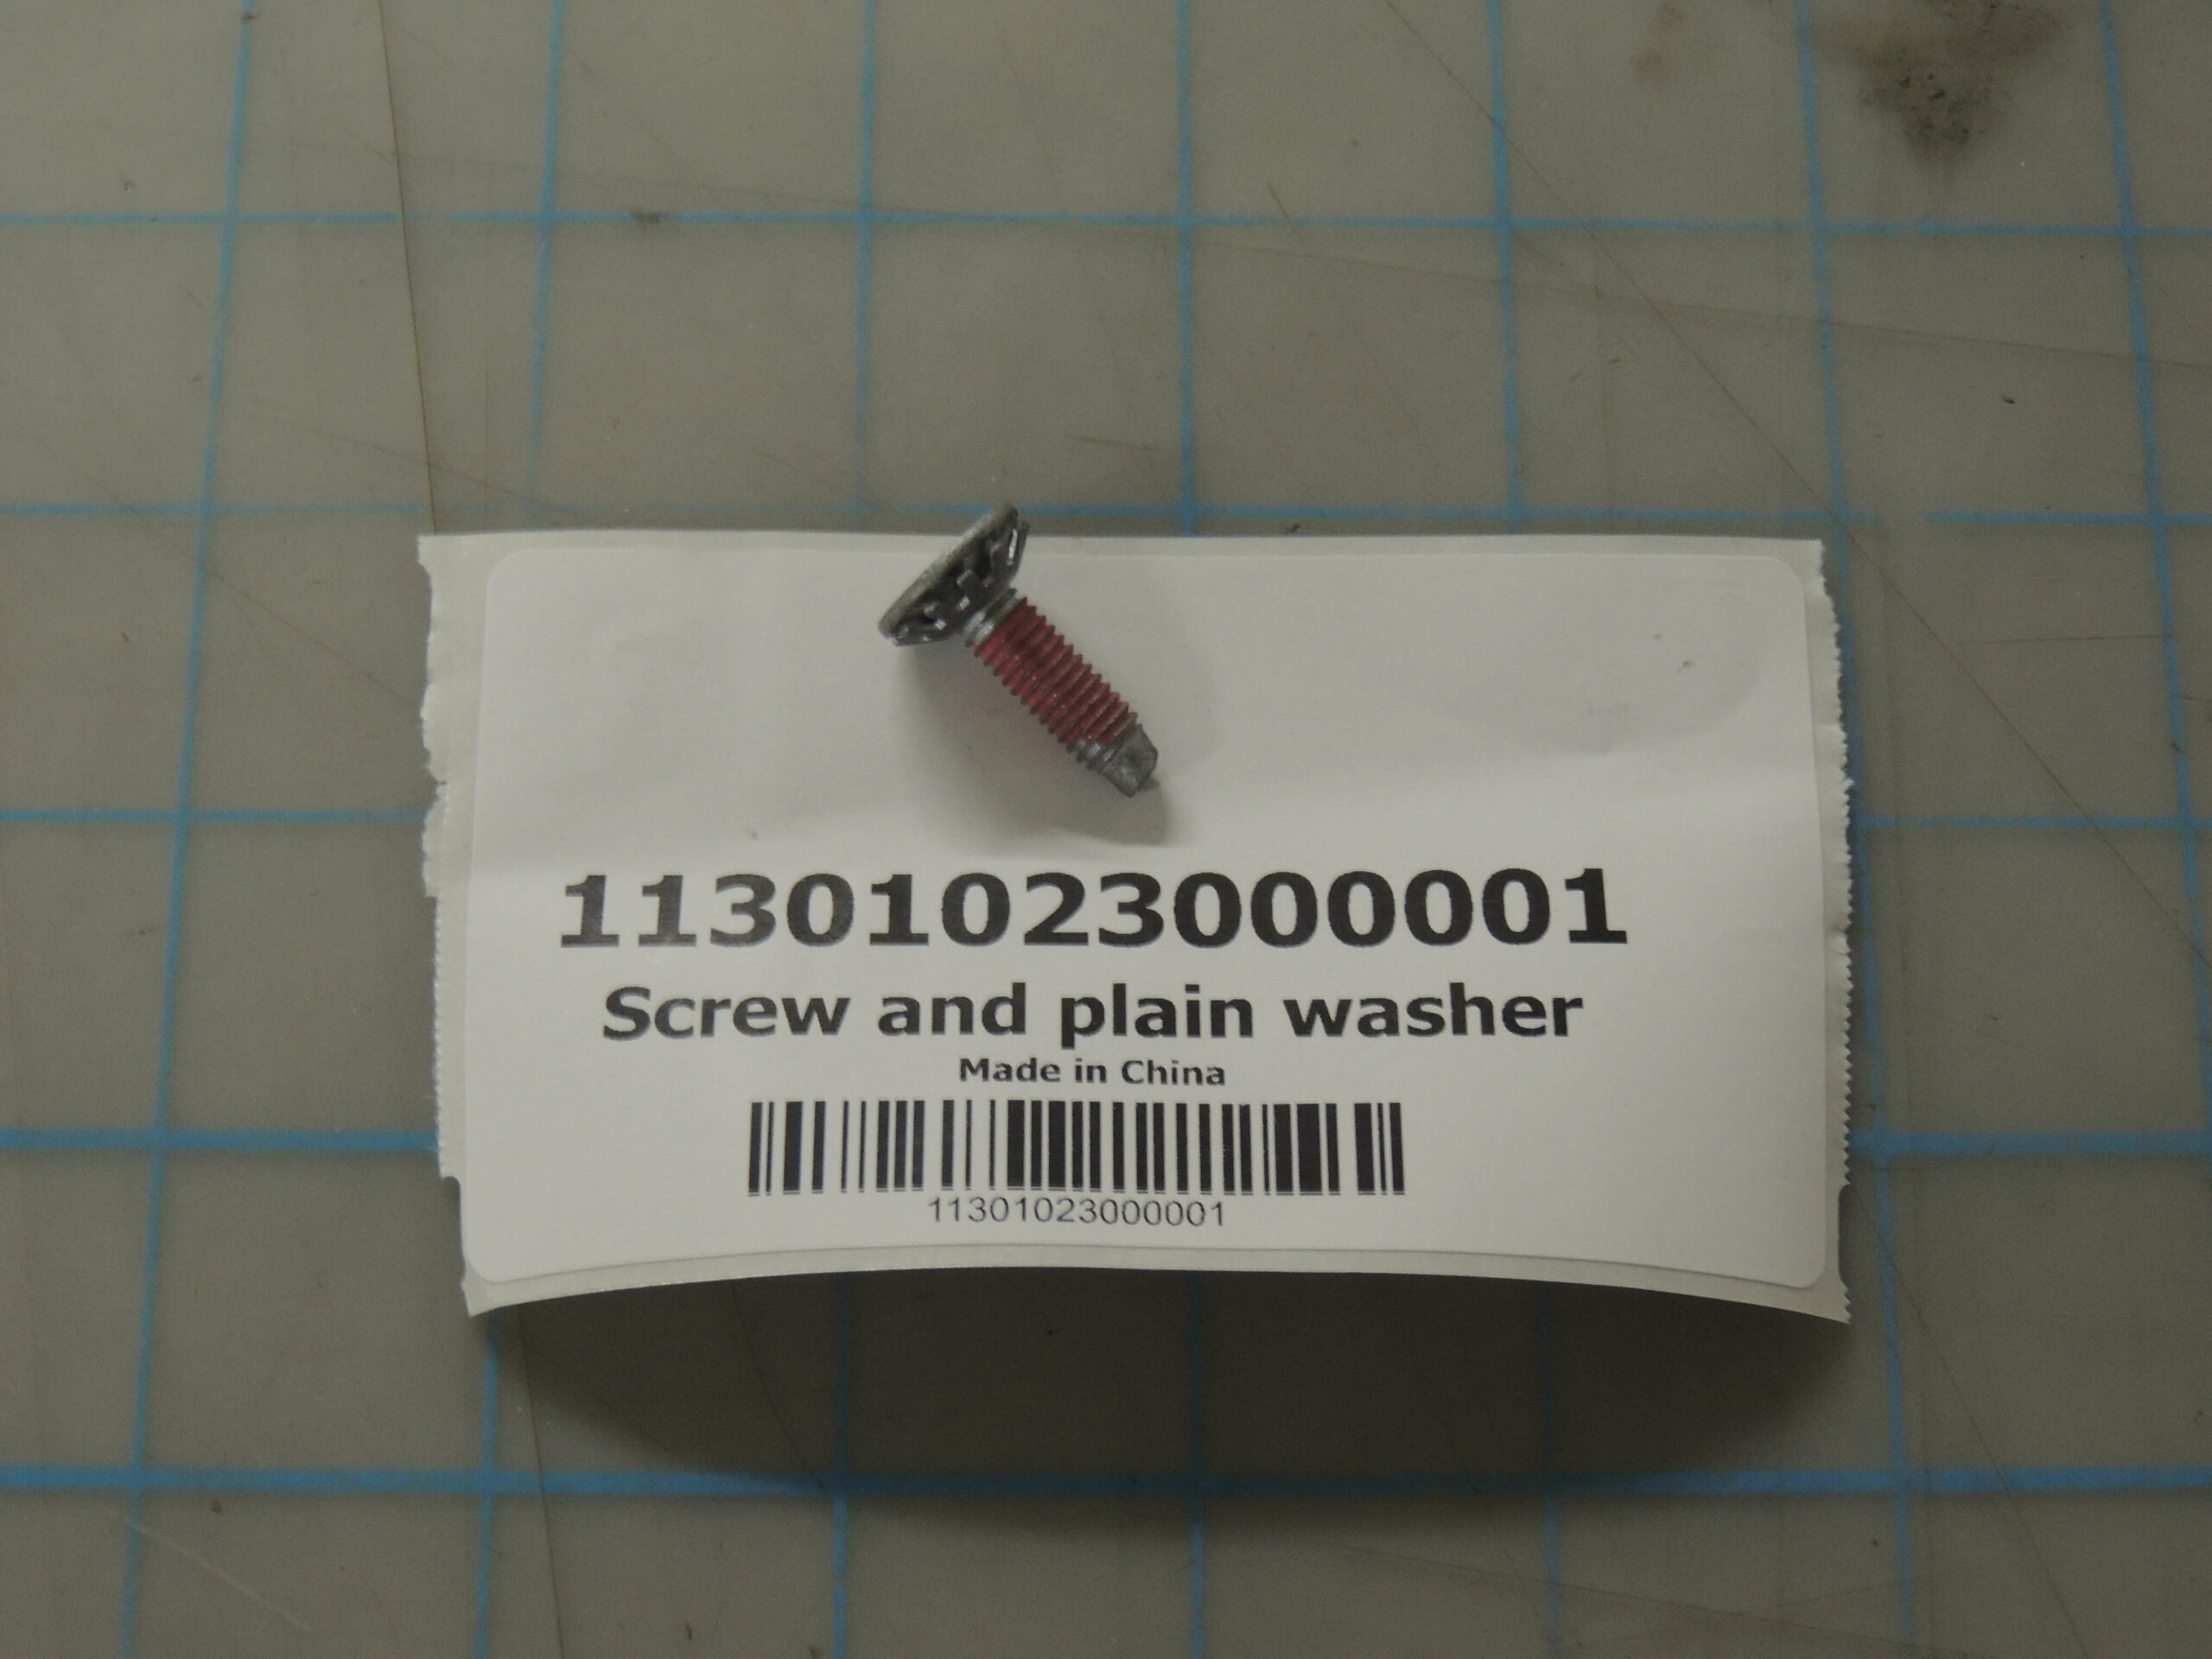 11301023000001
Screw and plain washer
Made in China
11301023000001